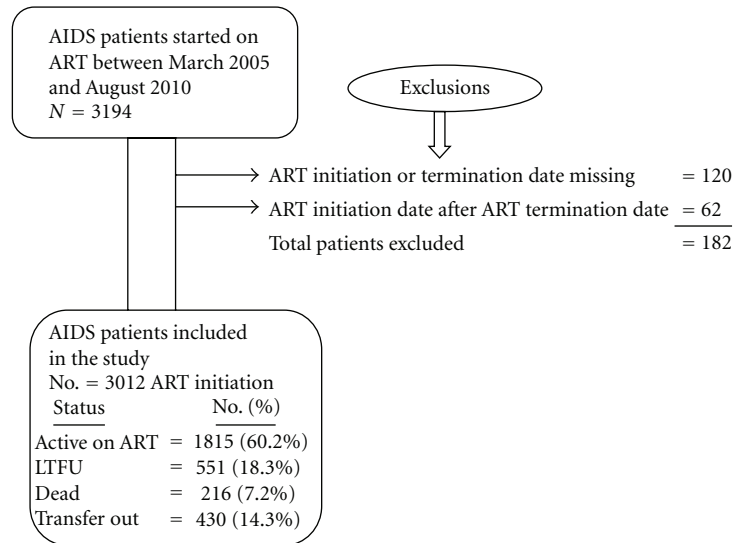 AIDS patients started on
ART between March 2005
and August 2010
N = 3194
Exclusions
ART initiation or termination date missing = 120
ART initiation date after ART termination date = 62
Total patients excluded = 182
AIDS patients included
in the study
No. = 3012 ART initiation
Status No. (%)
Active on ART = 1815 (60.2%)
LTFU = 551 (18.3%)
Dead = 216 (7.2%)
Transfer out = 430 (14.3%)